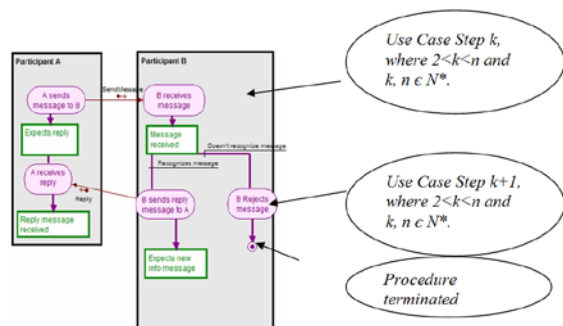 Participant A
Participant B
A sends
message to B
SendMessage
B receives
message
Expects reply
Message
received
Doesn't recognize message
Recognizes message
A receives
reply
Reply
B sends reply
message to A
B Rejects
message
Reply message
received
Expects new
info message
Use Case Step k,
where 2<k<n and
k, n ϵ N*.
Use Case Step k+1,
where 2<k<n and
k, n ϵ N*.
Procedure
terminated